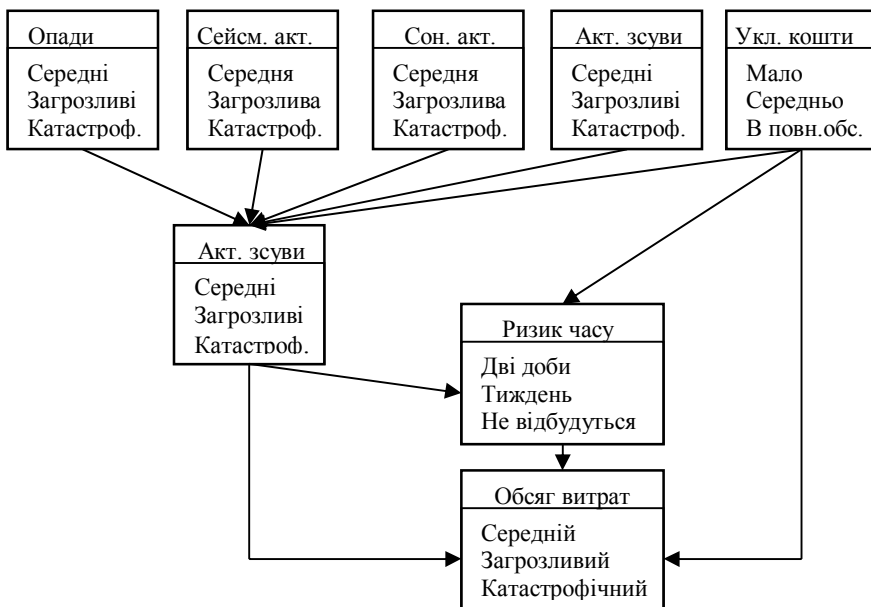 Опади
Середні
Загрозливі
Катастроф.
Сейсм. акт.
Середня
Загрозлива
Катастроф.
Сон. акт.
Середня
Загрозлива
Катастроф.
Акт. зсуви
Середні
Загрозливі
Катастроф.
Укл. кошти
Мало
Середньо
В повн.обс.
Акт. зсуви
Середні
Загрозливі
Катастроф.
Ризик часу
Дві доби
Тиждень
Не відбудуться
Обсяг витрат
Середній
Загрозливий
Катастрофічний